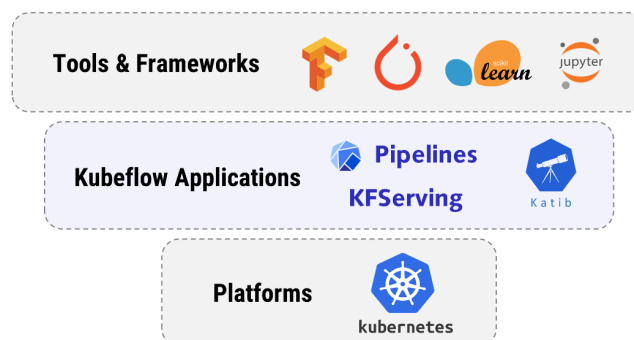 Tools & Frameworks
scikit
learn
jupyter
Kubeflow Applications
Pipelines
KFServing
Katib
Platforms
kubernetes